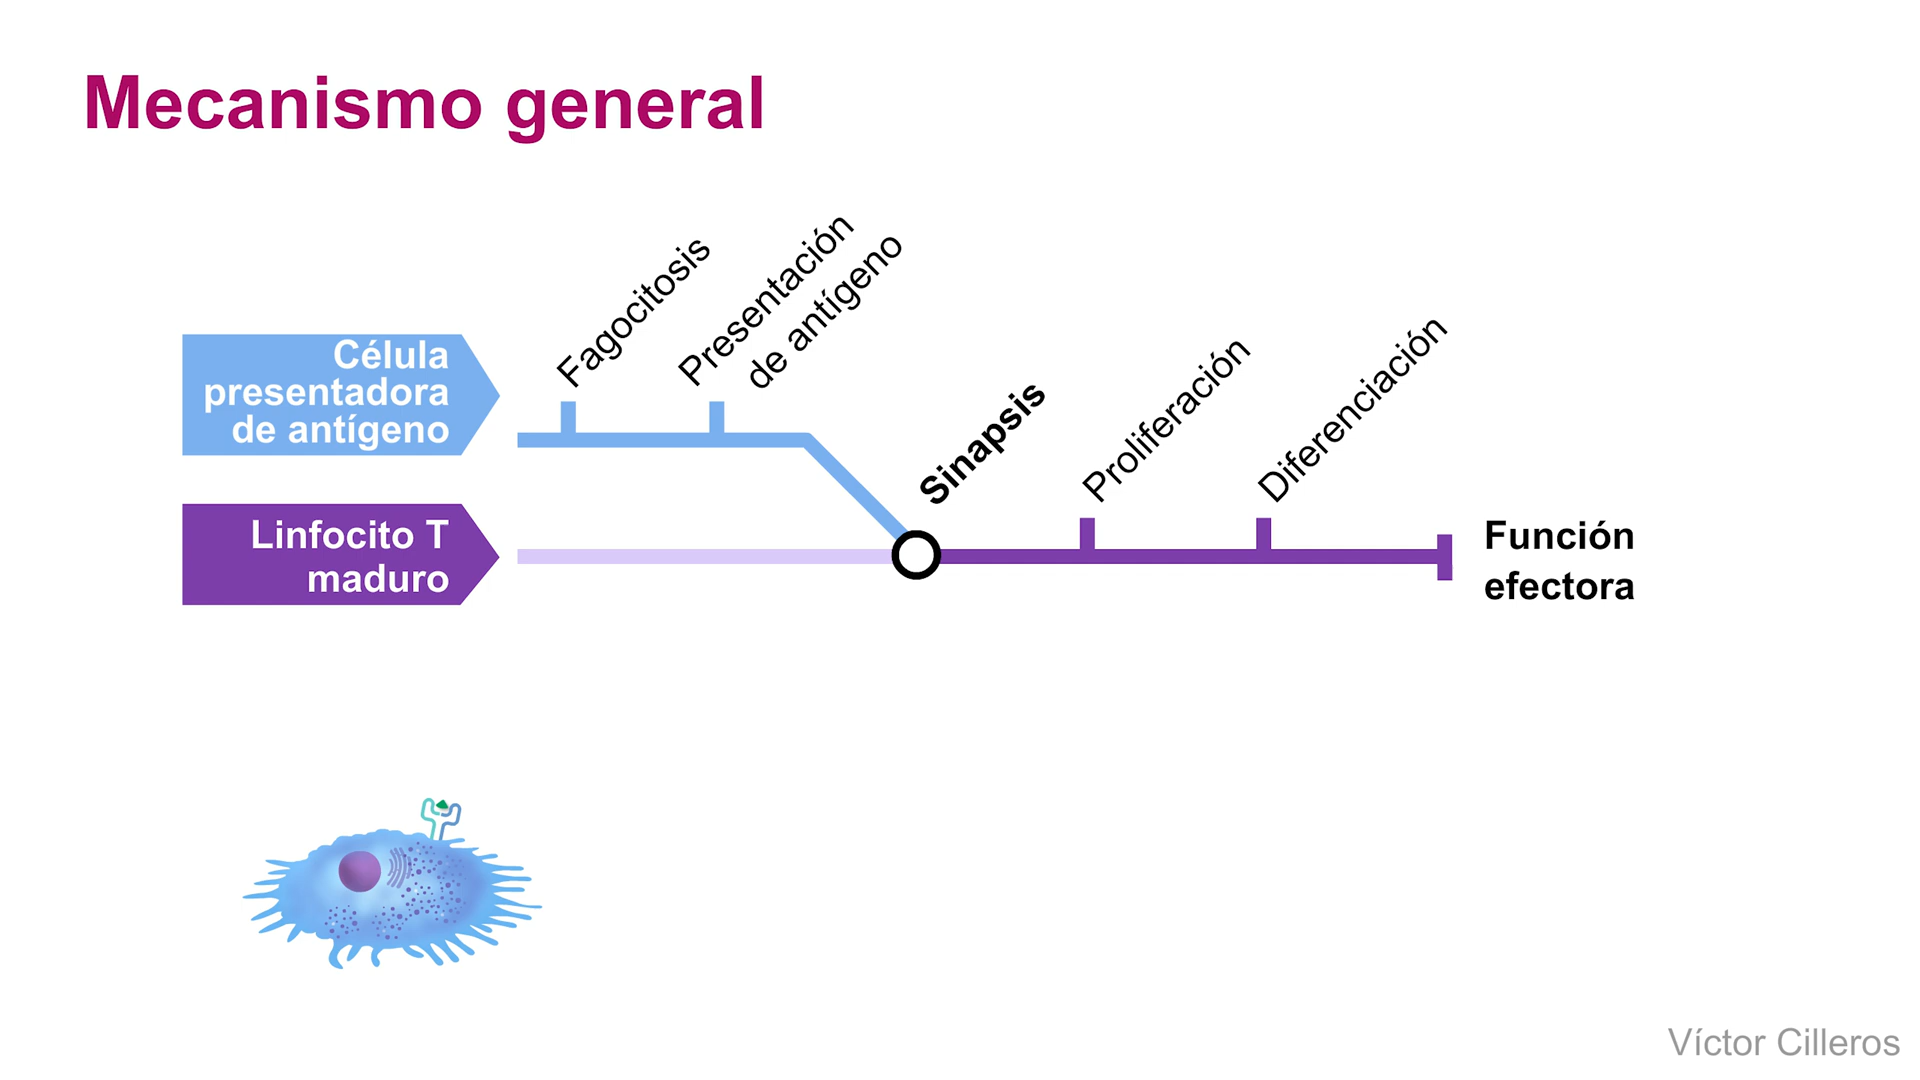 Mecanismo general
Célula
presentadora
de antígeno
Fagocitosis
Presentación
de antígeno
Linfocito T
maduro
Sinapsis
Proliferación
Diferenciación
Función
efectora
Víctor Cilleros